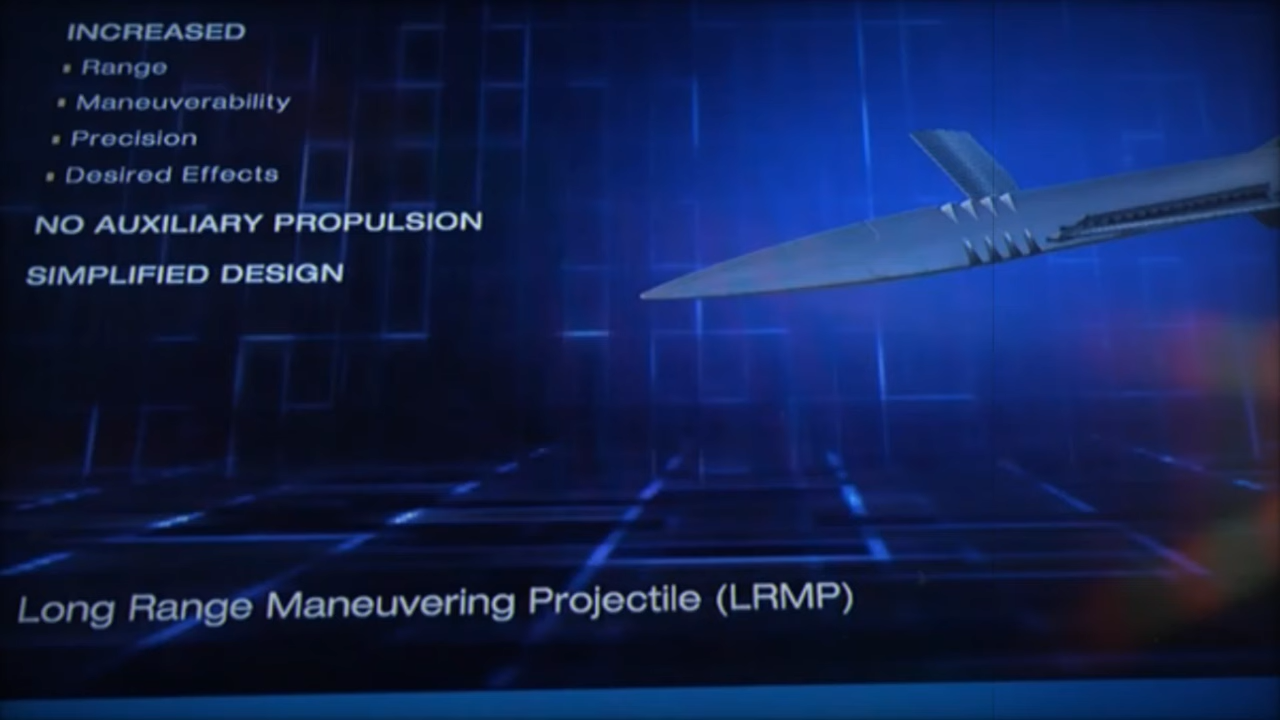 INCREASED
▪ Range
▪ Maneuverability
▪ Precision
▪ Desired Effects
NO AUXILIARY PROPULSION
SIMPLIFIED DESIGN
Long Range Maneuvering Projectile (LRMP)